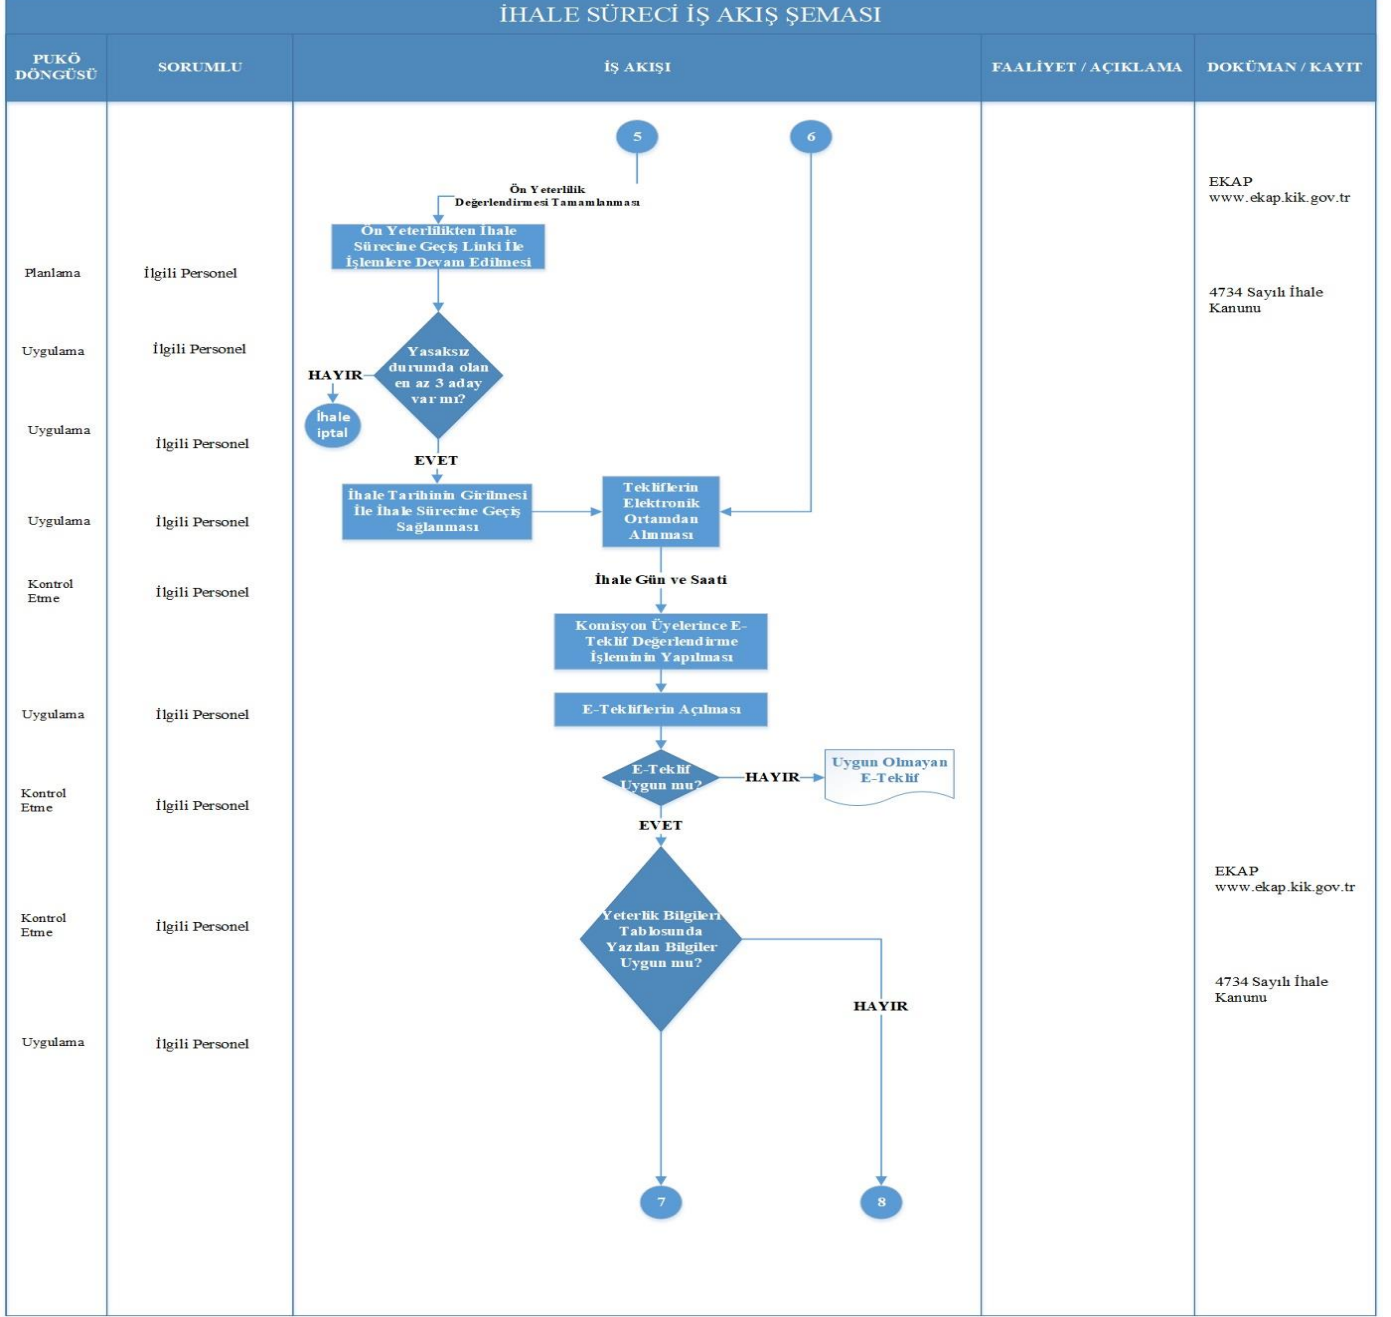 İHALE SÜRECİ İŞ AKIŞ ŞEMASI
PUKÖ
DÖNGÜSÜ
SORUMLU
İŞ AKIŞI
FAALİYET / AÇIKLAMA
DOKÜMAN / KAYIT
5
6
Ön Yeterlilik
Değerlendirmesi Tamamlanması
EKAP
www.ekap.kik.gov.tr
Ön Yeterlilikten İhale
Sürecine Geçiş Linki İle
İşlemlere Devam Edilmesi
Planlama
İlgili Personel
4734 Sayılı İhale
Kanunu
Uygulama
İlgili Personel
Yasaksız
durumda olan
en az 3 aday
var mı?
HAYIR
İhale
iptal
Uygulama
İlgili Personel
EVET
İhale Tarihinin Girilmesi
İle İhale Sürecine Geçiş
Sağlanması
Tekliflerin
Elektronik
Ortamdan
Alınması
Uygulama
İlgili Personel
İhale Gün ve Saati
Kontrol
Etme
İlgili Personel
Komisyon Üyelerince E-
Teklif Değerlendirme
İşleminin Yapılması
Uygulama
İlgili Personel
E-Tekliflerin Açılması
E-Teklif
Uygun mu?
HAYIR
Uygun Olmayan
E-Teklif
Kontrol
Etme
İlgili Personel
EVET
EKAP
www.ekap.kik.gov.tr
Kontrol
Etme
İlgili Personel
Yeterlik Bilgileri
Tablosunda
Yazılan Bilgiler
Uygun mu?
4734 Sayılı İhale
Kanunu
HAYIR
Uygulama
İlgili Personel
7
8